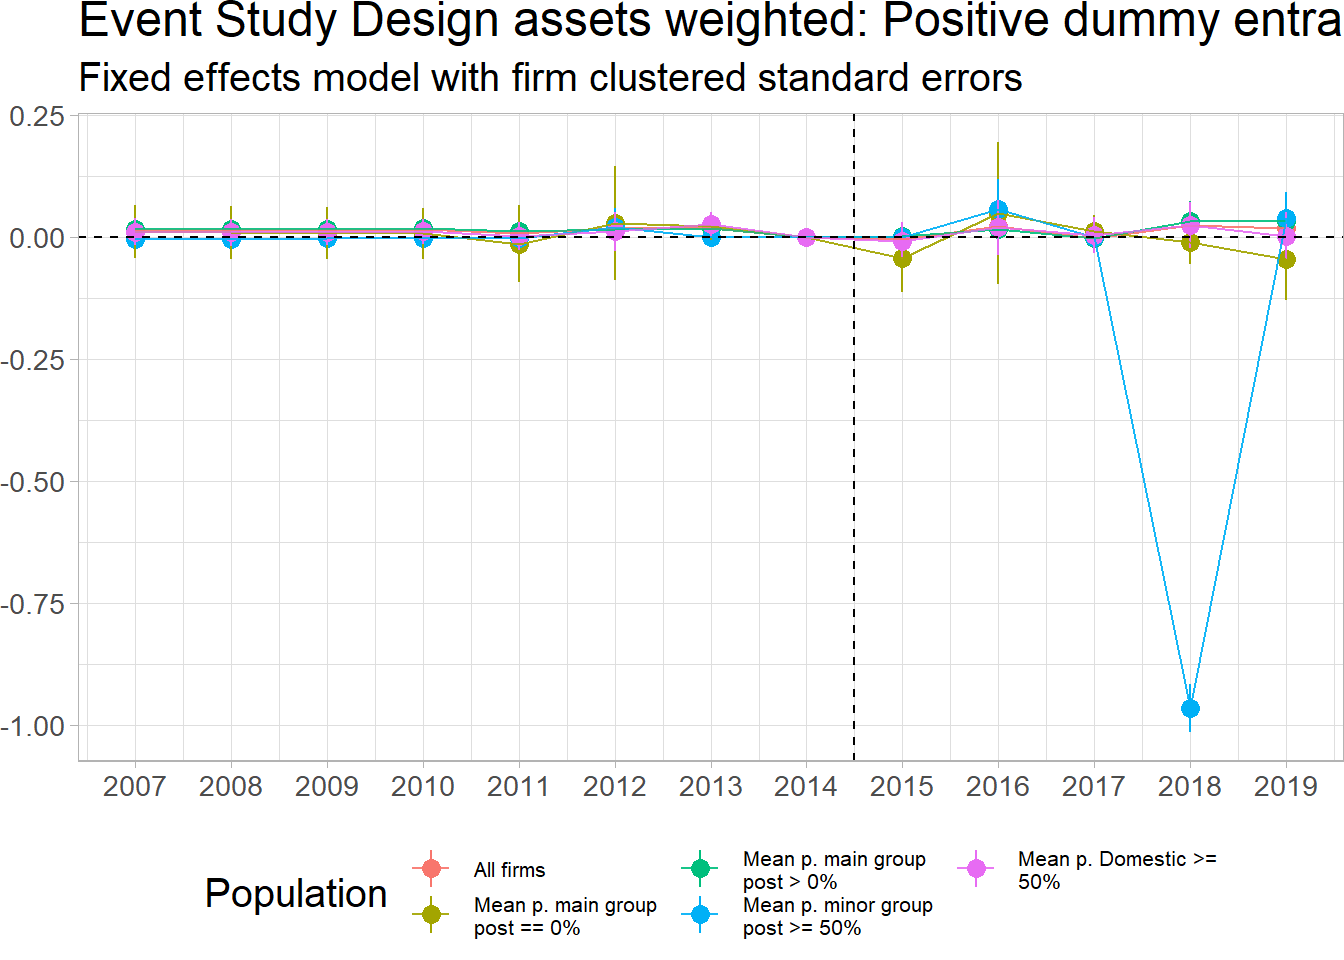 Event Study Design assets weighted: Positive dummy entra
Fixed effects model with firm clustered standard errors
0.25
0.00
-0.25
-0.50
-0.75
-1.00
2007 2008 2009 2010 2011 2012 2013 2014 2015 2016 2017 2018 2019
Population
All firms
Mean p. main group
post == 0%
Mean p. main group
post > 0%
Mean p. minor group
post >= 50%
Mean p. Domestic >=
50%